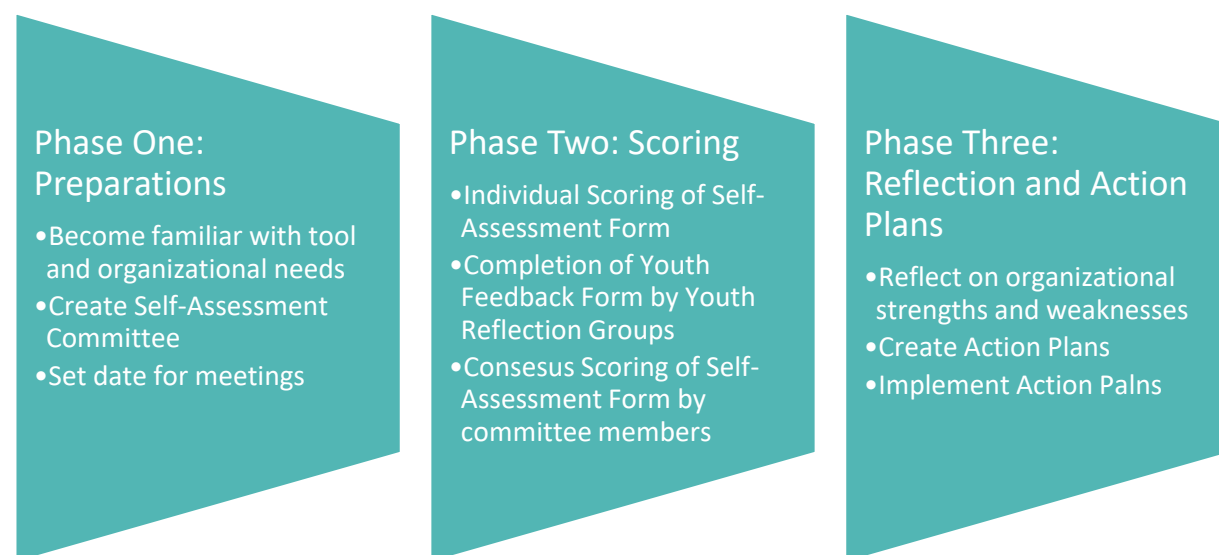 Phase One:
Preparations
•Become familiar with tool
and organizational needs
•Create Self-Assessment
Committee
•Set date for meetings
Phase Two: Scoring
•Individual Scoring of Self-
Assessment Form
•Completion of Youth
Feedback Form by Youth
Reflection Groups
•Consesus Scoring of Self-
Assessment Form by
committee members
Phase Three:
Reflection and Action
Plans
•Reflect on organizational
strengths and weaknesses
•Create Action Plans
•Implement Action Palns